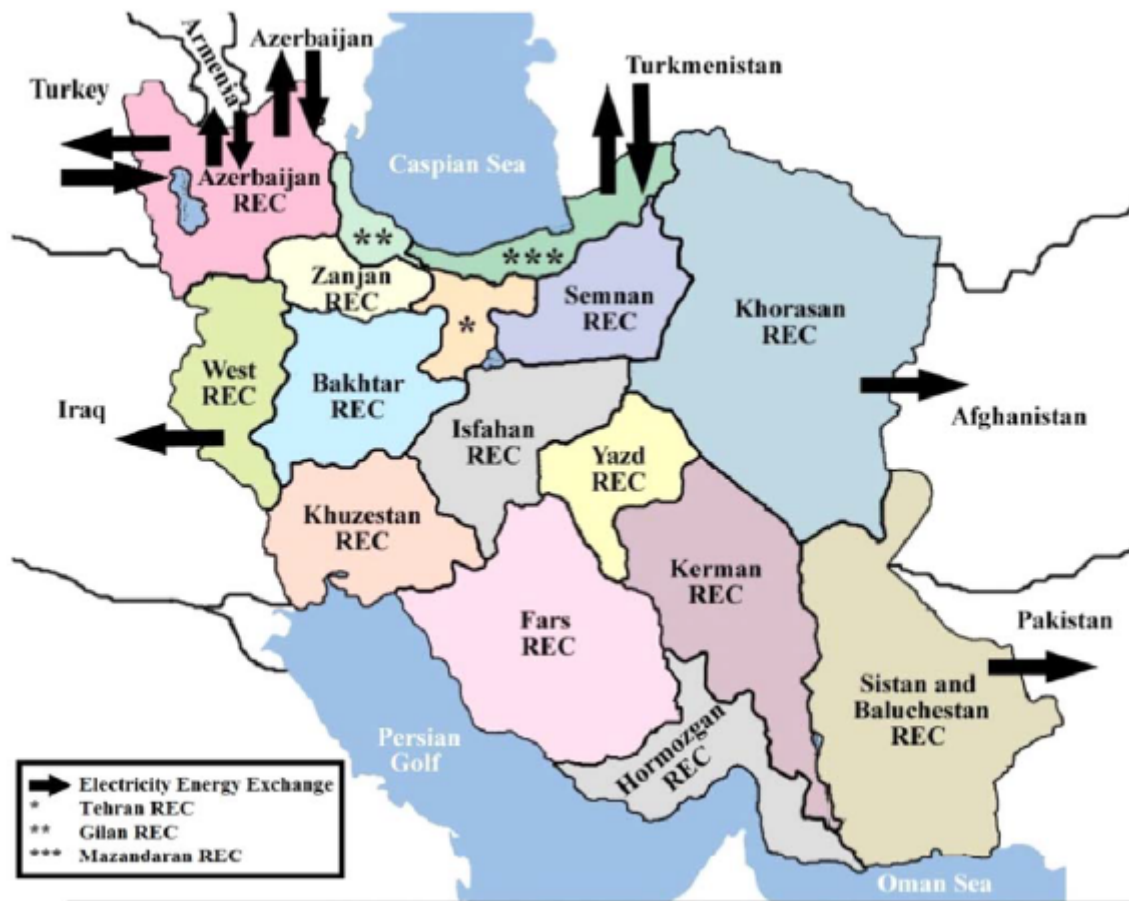 Azerbaijan
Armenia
Turkmenistan
Turkey
Caspian Sea
Azerbaijan
REC
**
***
Zanjan
REC
Semnan
REC
Khorasan
REC
*
West
REC
Bakhtar
REC
Iraq
Afghanistan
Isfahan
REC
Yazd
REC
Khuzestan
REC
Kerman
REC
Fars
REC
Pakistan
Sistan and
Baluchestan
REC
Hormozgan
REC
Persian
Golf
Electricity Energy Exchange
* Tehran REC
** Gilan REC
*** Mazandaran REC
Oman Sea